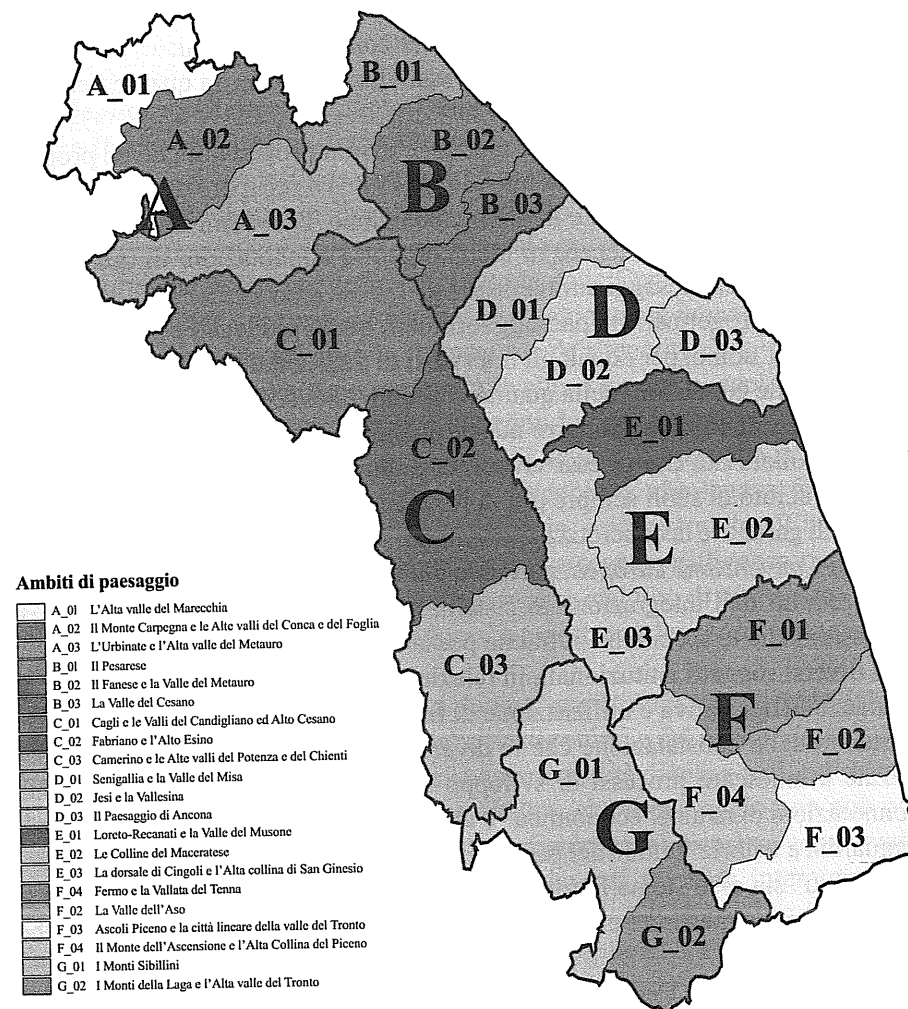 A_01
B_01
A_02
B_02
A
B
B_03
A_03
D
D_01
C_01
D_03
D_02
E_01
C_02
C
E
E_02
Ambiti di paesaggio
A_01 L'Alta valle del Marecchia
A_02 Il Monte Carpegna e le Alte valli del Conca e del Foglia
A_03 L'Urbinate e l'Alta valle del Metauro
B_01 Il Pesarese
B_02 Il Fanese e la Valle del Metauro
B_03 La Valle del Cesano
C_01 Cagli e le Valli del Candigliano ed Alto Cesano
C_02 Fabriano e l'Alto Esino
C_03 Camerino e le Alte valli del Potenza e del Chienti
D_01 Senigallia e la Valle del Misa
D_02 Jesi e la Vallesina
D_03 Il Paesaggio di Ancona
E_01 Loreto-Recanati e la Valle del Musone
E_02 Le Colline del Maceratese
E_03 La dorsale di Cingoli e l'Alta collina di San Ginesio
F_04 Fermo e la Vallata del Tenna
F_02 La Valle dell'Aso
F_03 Ascoli Piceno e la città lineare della valle del Tronto
F_04 Il Monte dell'Ascensione e l'Alta Collina del Piceno
G_01 I Monti Sibillini
G_02 I Monti della Laga e l'Alta valle del Tronto
E_03
F_01
C_03
F
F_02
G_01
F_04
G
F_03
G_02